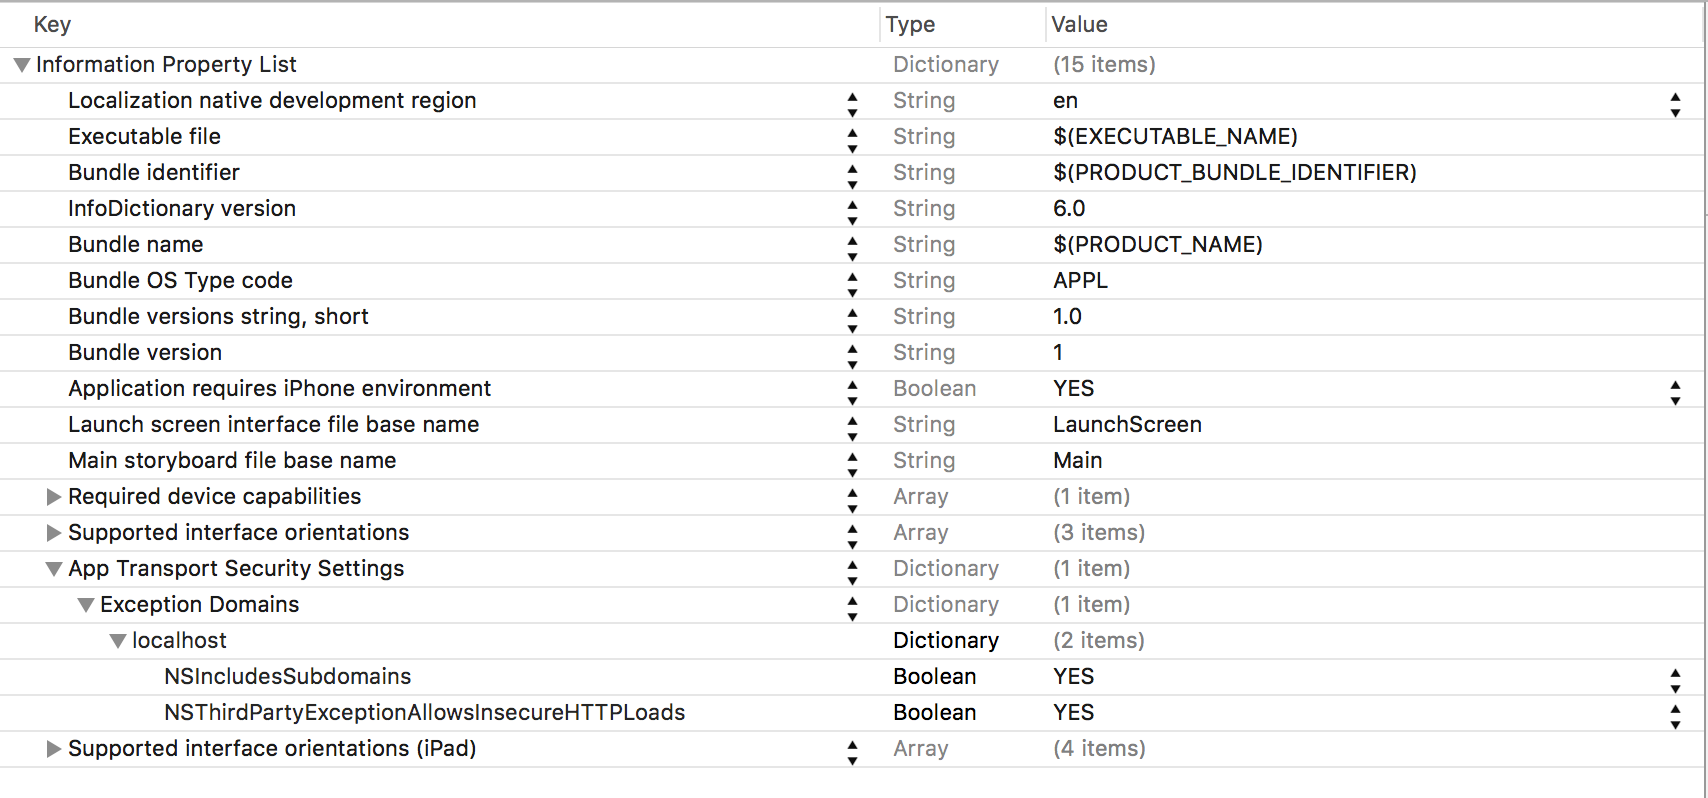 Key Type Value
Information Property List Dictionary (15 items)
Localization native development region String en
Executable file String $(EXECUTABLE_NAME)
Bundle identifier String $(PRODUCT_BUNDLE_IDENTIFIER)
InfoDictionary version String 6.0
Bundle name String $(PRODUCT_NAME)
Bundle OS Type code String APPL
Bundle versions string, short String 1.0
Bundle version String 1
Application requires iPhone environment Boolean YES
Launch screen interface file base name String LaunchScreen
Main storyboard file base name String Main
Required device capabilities Array (1 item)
Supported interface orientations Array (3 items)
App Transport Security Settings Dictionary (1 item)
Exception Domains Dictionary (1 item)
localhost Dictionary (2 items)
NSIncludesSubdomains Boolean YES
NSThirdPartyExceptionAllowsInsecureHTTPLoads Boolean YES
Supported interface orientations (iPad) Array (4 items)